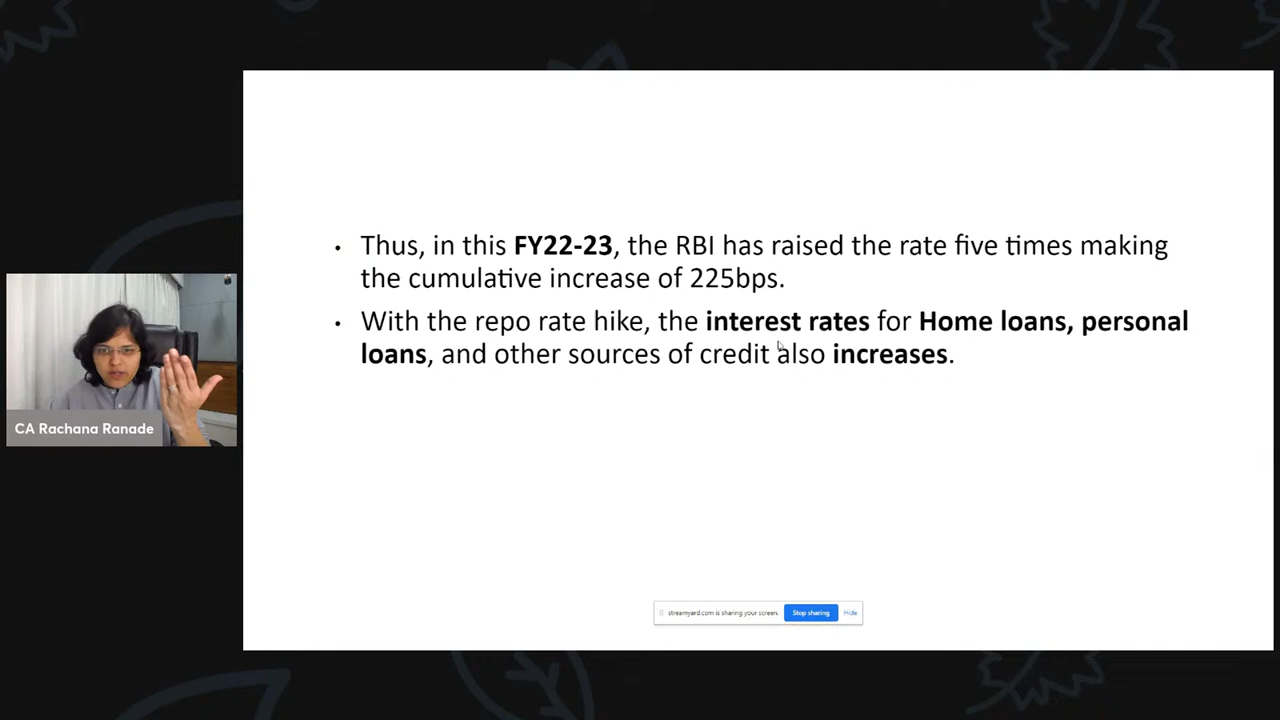 • Thus, in this FY22-23, the RBI has raised the rate five times making
the cumulative increase of 225bps.
• With the repo rate hike, the interest rates for Home loans, personal
loans, and other sources of credit also increases.
CA Rachana Ranade
streamyard.com is sharing your screen. Stop sharing Hide